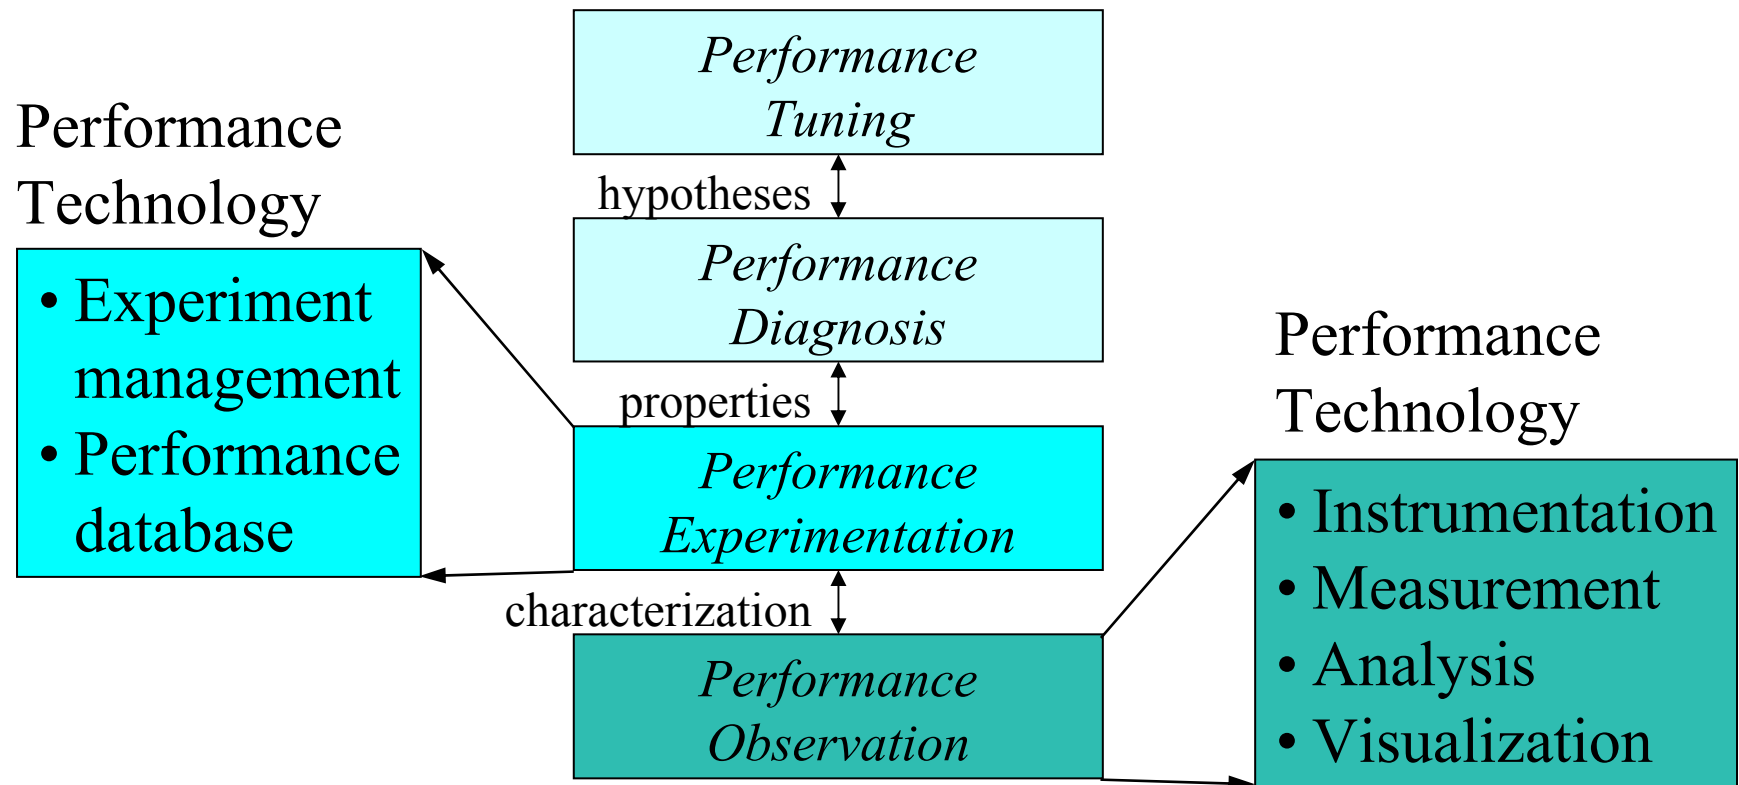 Performance
Tuning
hypotheses
Performance
Diagnosis
properties
Performance
Experimentation
characterization
Performance
Observation
Performance
Technology
• Experiment
management
• Performance
database
Performance
Technology
• Instrumentation
• Measurement
• Analysis
• Visualization